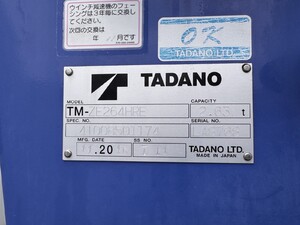 ウインチ減速機のフェー
シングは3年毎に交換し
てください。
次回の交換は
年 月です
OK
TADANO LTD.
TADANO
MODEL
CAPACITY
TM-ZE264HRE
2.93 t
SPEC. NO.
SERIAL NO.
MFG. DATE
SS NO.
.20
TADANO LTD.
MADE IN JAPAN